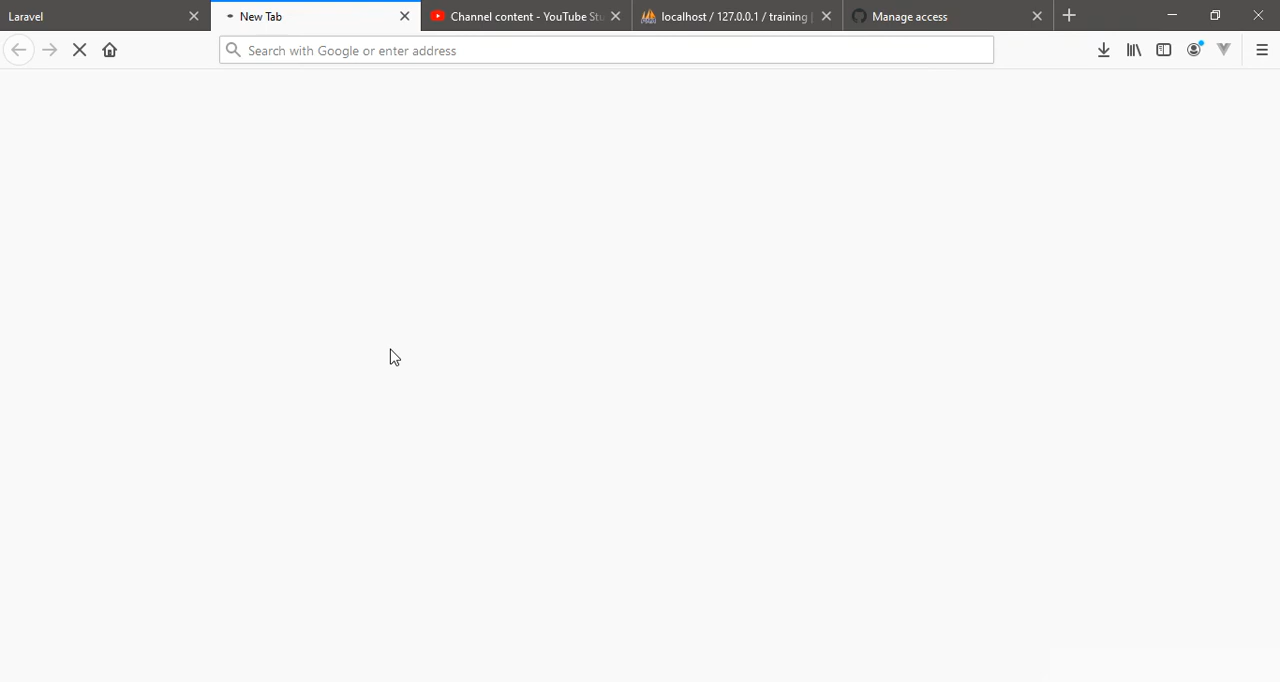 Laravel
New Tab
Channel content - YouTube Stu
localhost / 127.0.0.1 / training |
Manage access
Search with Google or enter address